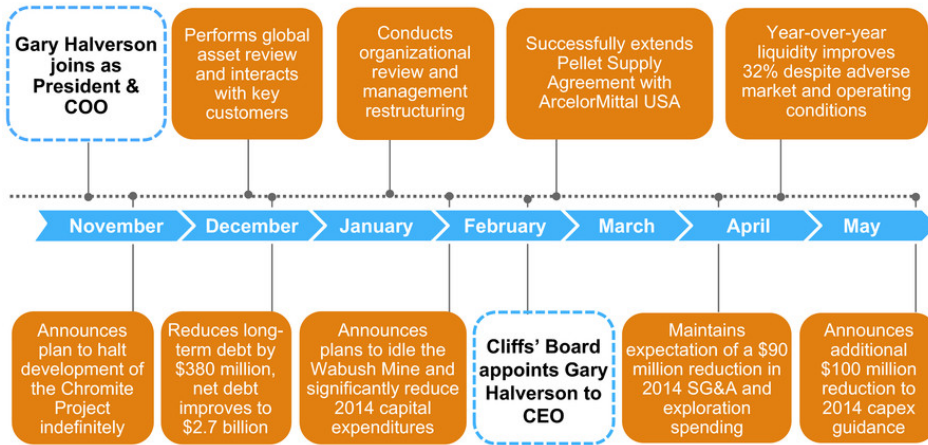 Gary Halverson
joins as
President &
COO
Performs global
asset review
and interacts
with key
customers
Conducts
organizational
review and
management
restructuring
Successfully extends
Pellet Supply
Agreement with
ArcelorMittal USA
Year-over-year
liquidity improves
32% despite adverse
market and operating
conditions
November
December
January
February
March
April
May
Announces
plan to halt
development of
the Chromite
Project
indefinitely
Reduces long-
term debt by
$380 million,
net debt
improves to
$2.7 billion
Announces
plans to idle the
Wabush Mine and
significantly reduce
2014 capital
expenditures
Cliffs' Board
appoints Gary
Halverson to
CEO
Maintains
expectation of a $90
million reduction in
2014 SG&A and
exploration
spending
Announces
additional
$100 million
reduction to
2014 capex
guidance